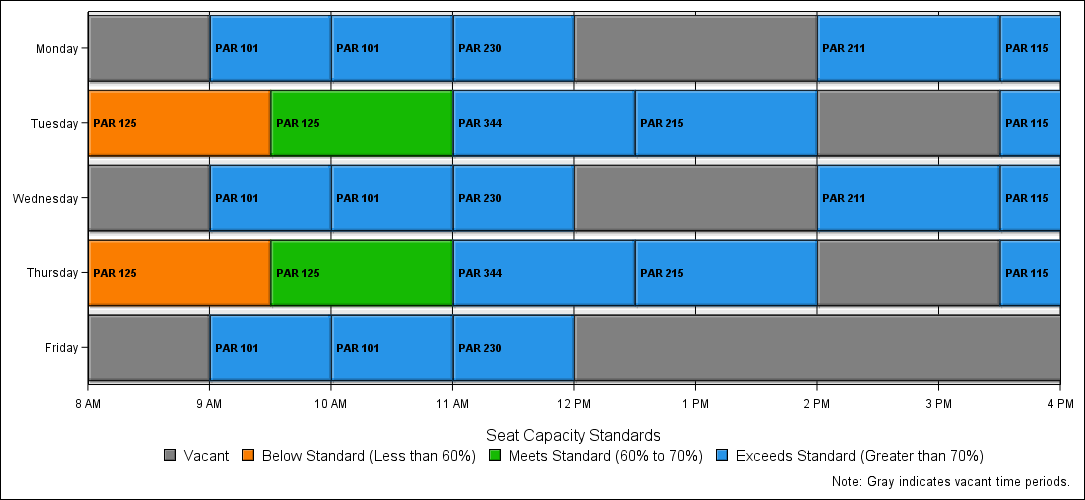 Monday PAR 101 PAR 101 PAR 230 PAR 211 PAR 115
Tuesday PAR 125 PAR 125 PAR 344 PAR 215 PAR 115
Wednesday PAR 101 PAR 101 PAR 230 PAR 211 PAR 115
Thursday PAR 125 PAR 125 PAR 344 PAR 215 PAR 115
Friday PAR 101 PAR 101 PAR 230
8 AM 9 AM 10 AM 11 AM 12 PM 1 PM 2 PM 3 PM 4 PM
Seat Capacity Standards
Vacant Below Standard (Less than 60%) Meets Standard (60% to 70%) Exceeds Standard (Greater than 70%)
Note: Gray indicates vacant time periods.